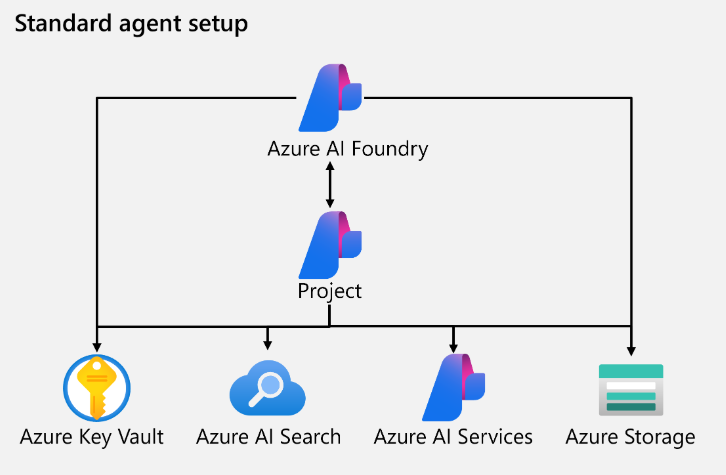 Standard agent setup
Azure AI Foundry
Project
Azure Key Vault
Azure AI Search
Azure AI Services
Azure Storage